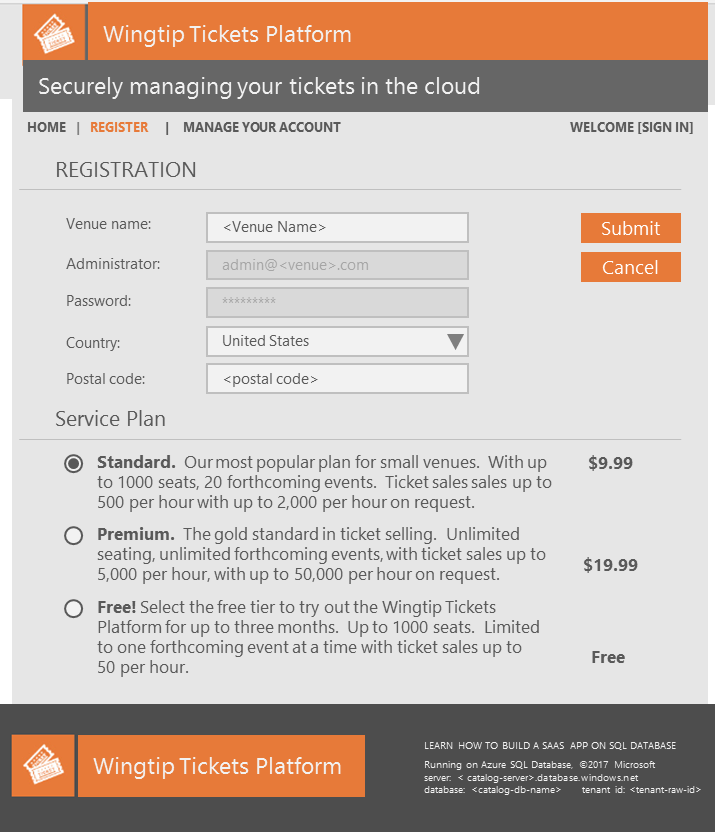 Wingtip Tickets Platform
Securely managing your tickets in the cloud
HOME | REGISTER | MANAGE YOUR ACCOUNT WELCOME [SIGN IN]
REGISTRATION
Venue name: <Venue Name> Submit
Administrator: admin@<venue>.com Cancel
Password: *********
Country: United States
Postal code: <postal code>
Service Plan
Standard. Our most popular plan for small venues. With up $9.99
to 1000 seats, 20 forthcoming events. Ticket sales sales up to
500 per hour with up to 2,000 per hour on request.
Premium. The gold standard in ticket selling. Unlimited
seating, unlimited forthcoming events, with ticket sales up to
5,000 per hour, with up to 50,000 per hour on request. $19.99
Free! Select the free tier to try out the Wingtip Tickets
Platform for up to three months. Up to 1000 seats. Limited
to one forthcoming event at a time with ticket sales up to
50 per hour. Free
Wingtip Tickets Platform
LEARN HOW TO BUILD A SAAS APP ON SQL DATABASE
Running on Azure SQL Database, ©2017 Microsoft
server: < catalog-server>.database.windows.net
database: <catalog-db-name> tenant id: <tenant-raw-id>